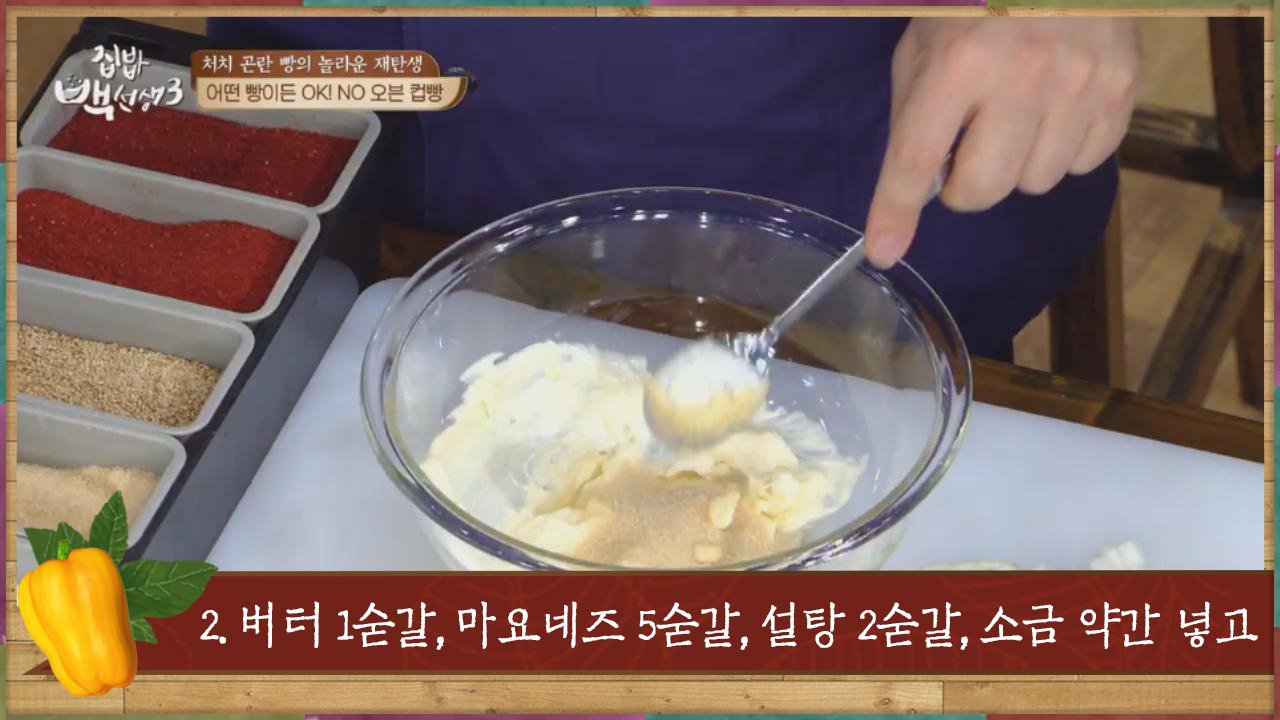 집밥
백선생3
처치 곤란 빵의 놀라운 재탄생
어떤 빵이든 OK! NO 오븐 컵빵
2. 버터 1숟갈, 마요네즈 5숟갈, 설탕 2숟갈, 소금 약간 넣고